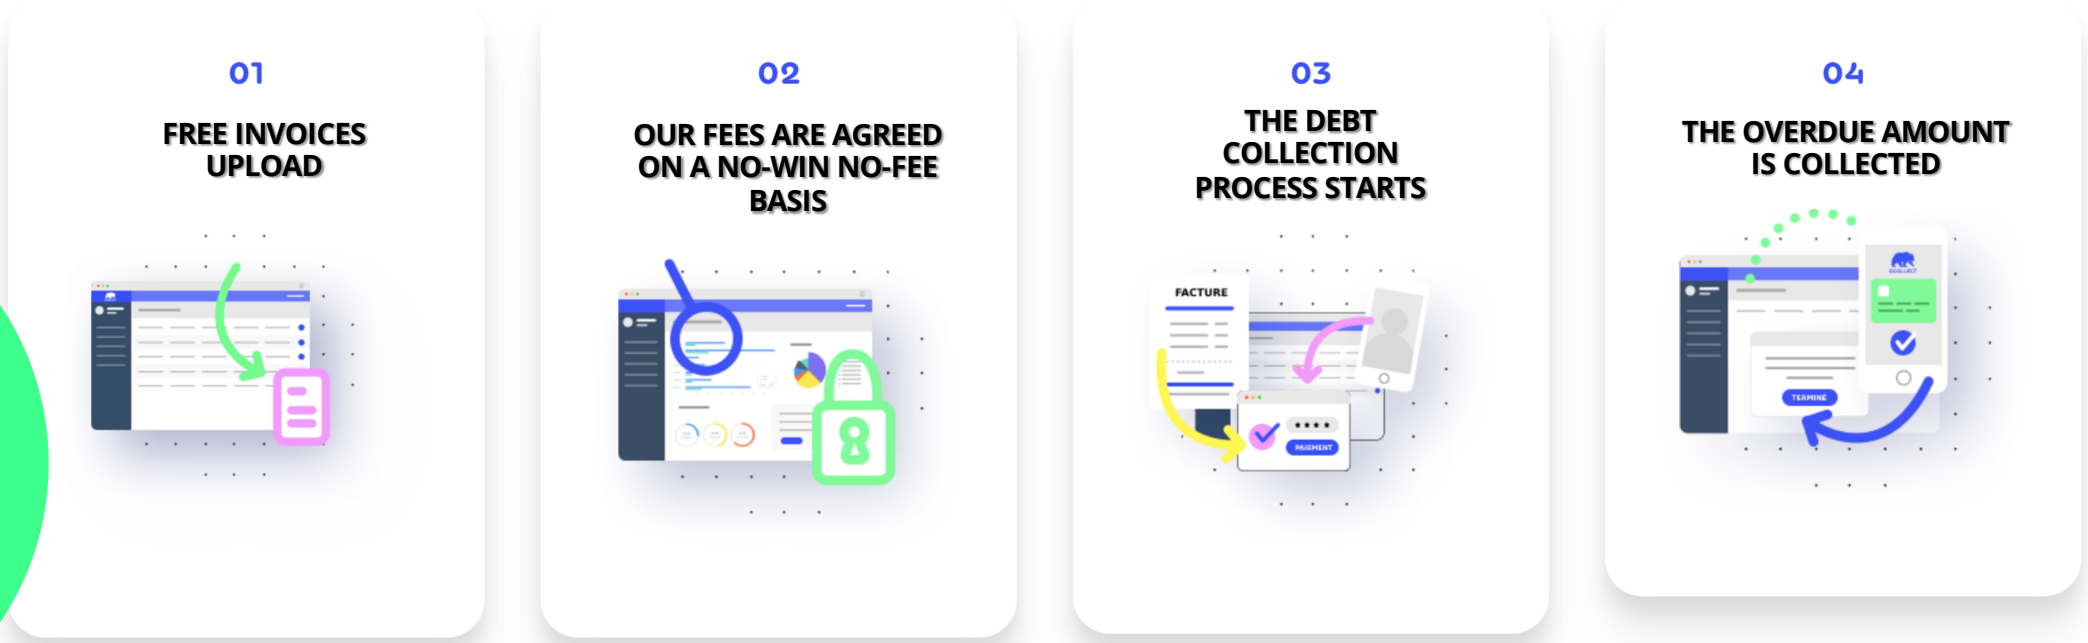 01
FREE INVOICES
UPLOAD
02
OUR FEES ARE AGREED
ON A NO-WIN NO-FEE
BASIS
03
THE DEBT
COLLECTION
PROCESS STARTS
FACTURE
PAIEMENT
04
THE OVERDUE AMOUNT
IS COLLECTED
TERMINÉ